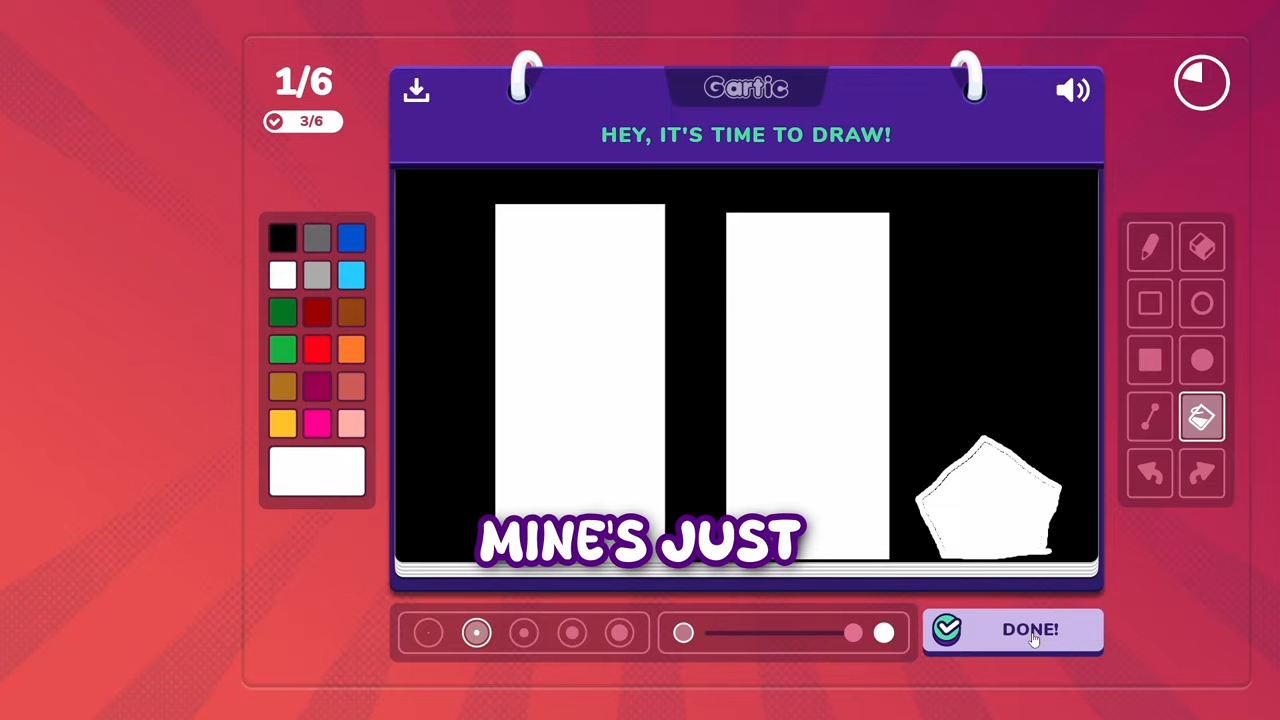 1/6
3/6
Gartic
HEY, IT'S TIME TO DRAW!
MINE'S JUST
DONE!